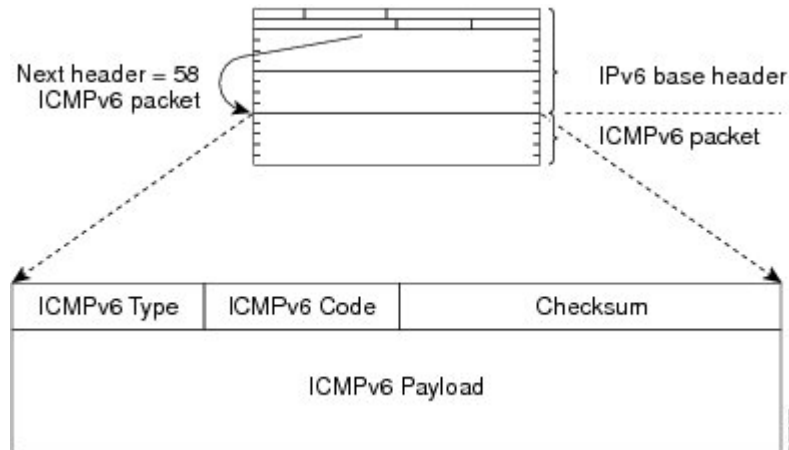 Next header = 58
ICMPv6 packet
IPv6 base header
ICMPv6 packet
ICMPv6 Type
ICMPv6 Code
Checksum
ICMPv6 Payload